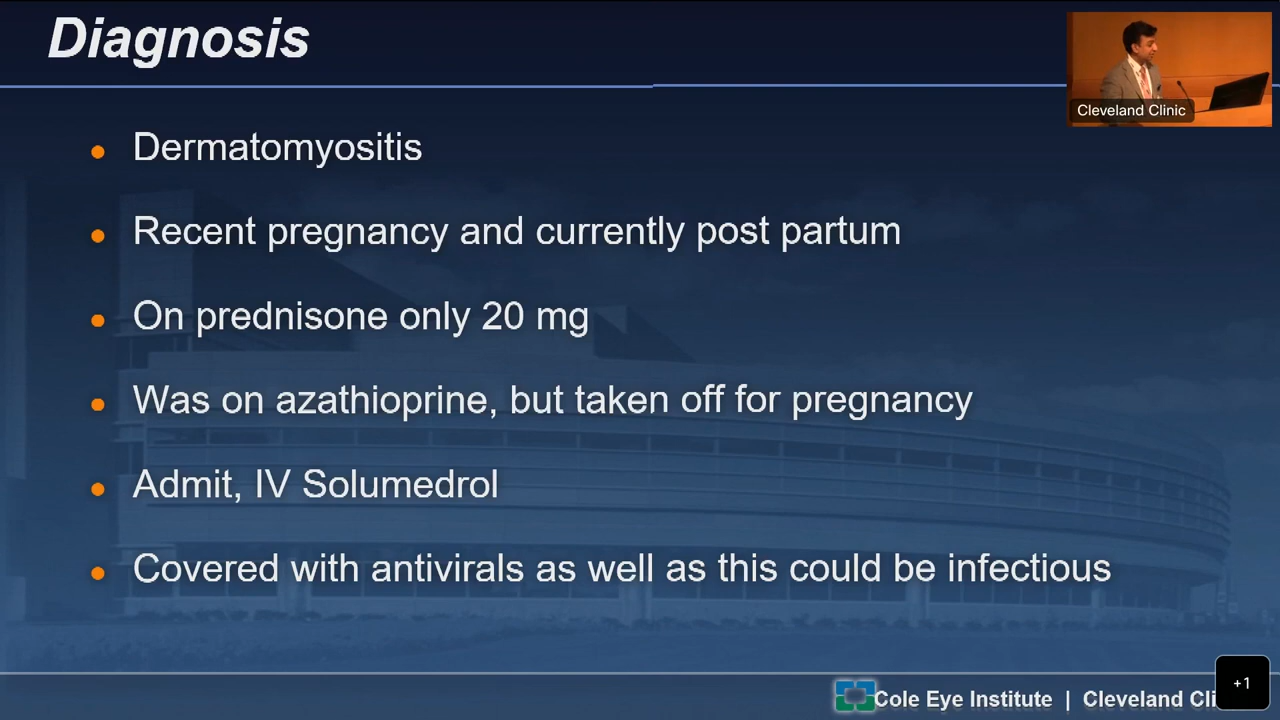 Diagnosis
Cleveland Clinic
Dermatomyositis
Recent pregnancy and currently post partum
On prednisone only 20 mg
Was on azathioprine, but taken off for pregnancy
Admit, IV Solumedrol
Covered with antivirals as well as this could be infectious
Cole Eye Institute | Cleveland Cli
+1